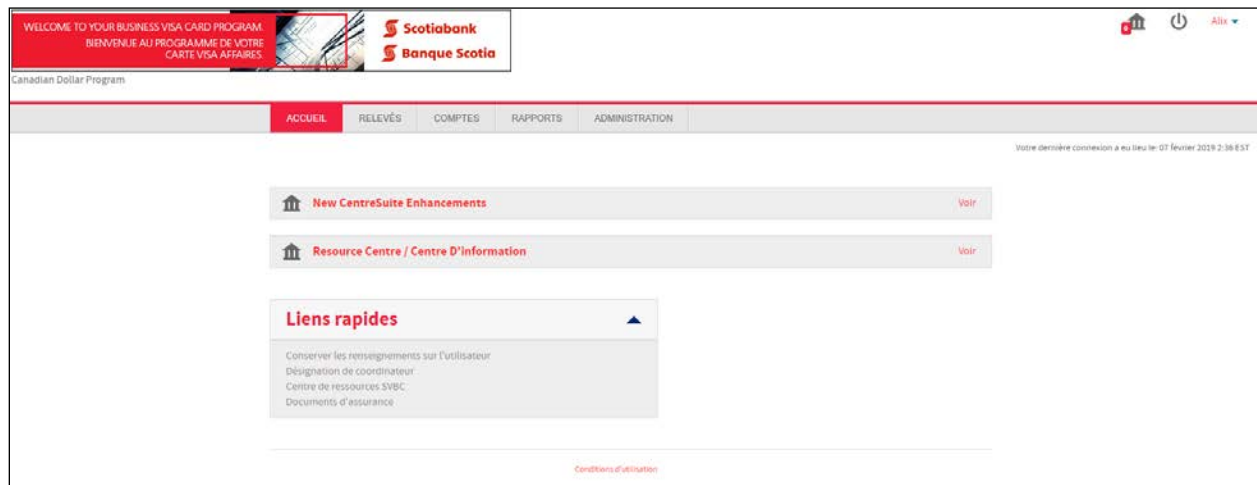 WELCOME TO YOUR BUSINESS VISA CARD PROGRAM.
BIENVENUE AU PROGRAMME DE VOTRE
CARTE VISA AFFAIRES.
Scotiabank
Banque Scotia
Alix
Canadian Dollar Program
ACCUEIL RELEVÉS COMPTES RAPPORTS ADMINISTRATION
Votre dernière connexion a eu lieu le: 07 février 2019 2:36 EST
New CentreSuite Enhancements Voir
Resource Centre / Centre D'information Voir
Liens rapides
Conserver les renseignements sur l'utilisateur
Désignation de coordinateur
Centre de ressources SVBC
Documents d'assurance
Conditions d'utilisation